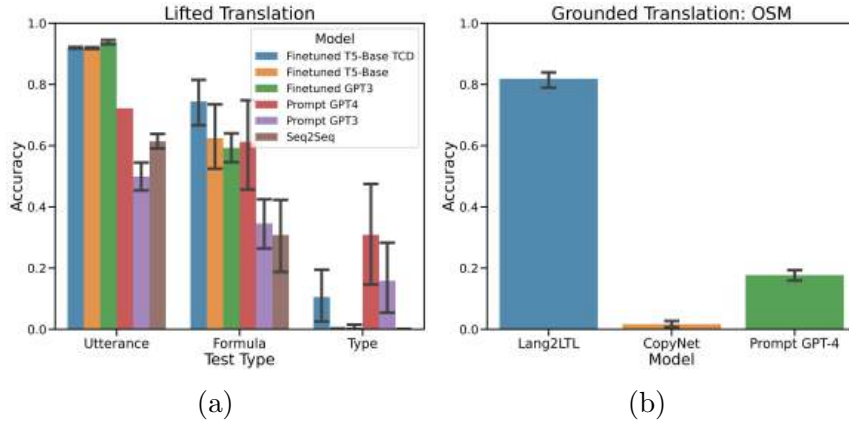 Lifted Translation
Model
Finetuned T5-Base TCD
Finetuned T5-Base
Finetuned GPT3
Prompt GPT4
Prompt GPT3
Seq2Seq
Accuracy
1.0
0.8
0.6
0.4
0.2
0.0
Utterance Formula Type
Test Type
(a)
Grounded Translation: OSM
Accuracy
1.0
0.8
0.6
0.4
0.2
0.0
Lang2LTL CopyNet Prompt GPT-4
Model
(b)